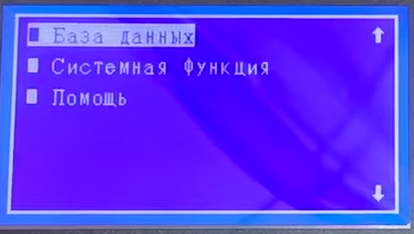 База данных
Системная функция
Помощь